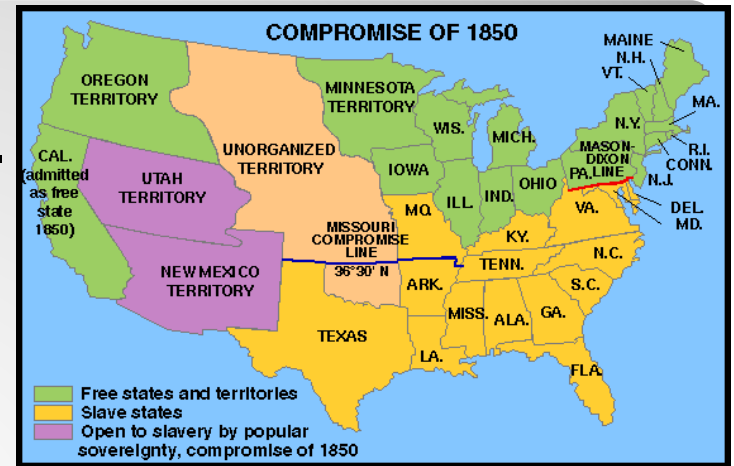 COMPROMISE OF 1850
MAINE
N.H.
VT.
MA.
OREGON
TERRITORY
MINNESOTA
TERRITORY
WIS.
MICH.
N.Y.
MASON-
DIXON
LINE
PA.
R.I.
CONN.
N.J.
CAL.
(admitted
as free
state
1850)
UNORGANIZED
TERRITORY
UTAH
TERRITORY
IOWA
ILL.
IND.
OHIO
DEL.
MD.
MO.
VA.
MISSOURI
COMPROMISE
LINE
36°30' N
KY.
NEW MEXICO
TERRITORY
N.C.
TENN.
ARK.
S.C.
MISS.
ALA.
GA.
TEXAS
LA.
FLA.
Free states and territories
Slave states
Open to slavery by popular
sovereignty, compromise of 1850